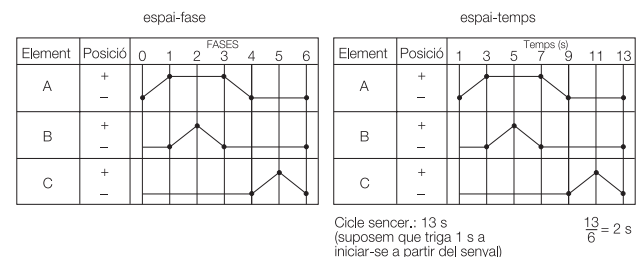 espai-fase
espai-temps
Element Posició FASES
0 1 2 3 4 5 6
A + –
B + –
C + –
Element Posició Temps (s)
1 3 5 7 9 11 13
A + –
B + –
C + –
Cicle sencer.: 13 s
(suposem que triga 1 s a
iniciar-se a partir del senyal)
13/6 = 2 s